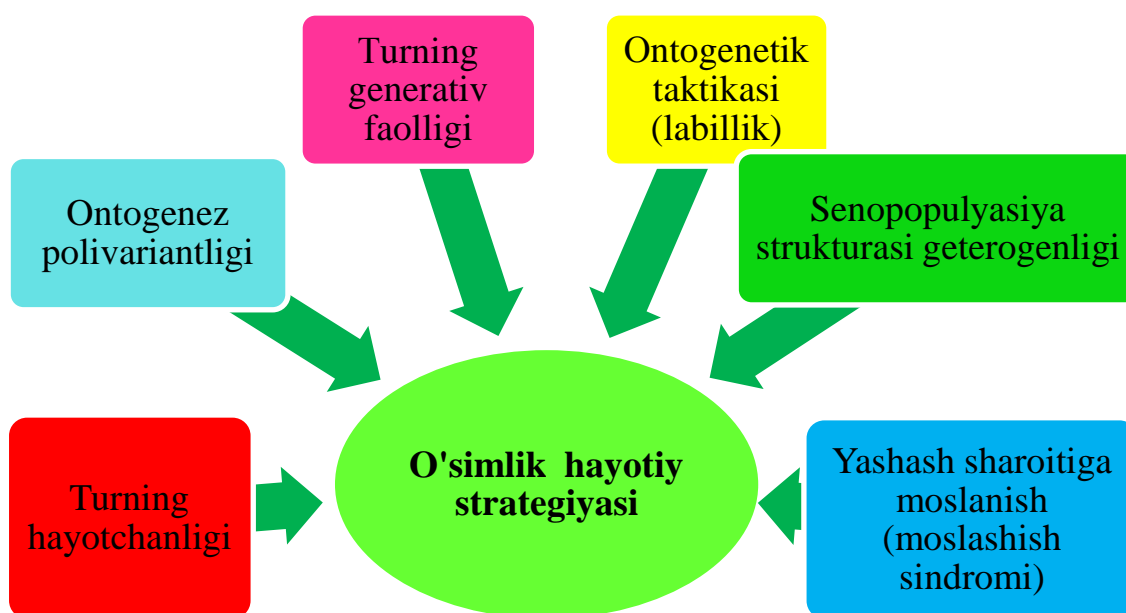 Turning
generativ
faolligi
Ontogenetik
taktikasi
(labillik)
Ontogenez
polivariantligi
Senopopulyasiya
strukturasi geterogenligi
Turning
hayotchanligi
O'simlik hayotiy
strategiyasi
Yashash sharoitiga
moslanish
(moslashish
sindromi)